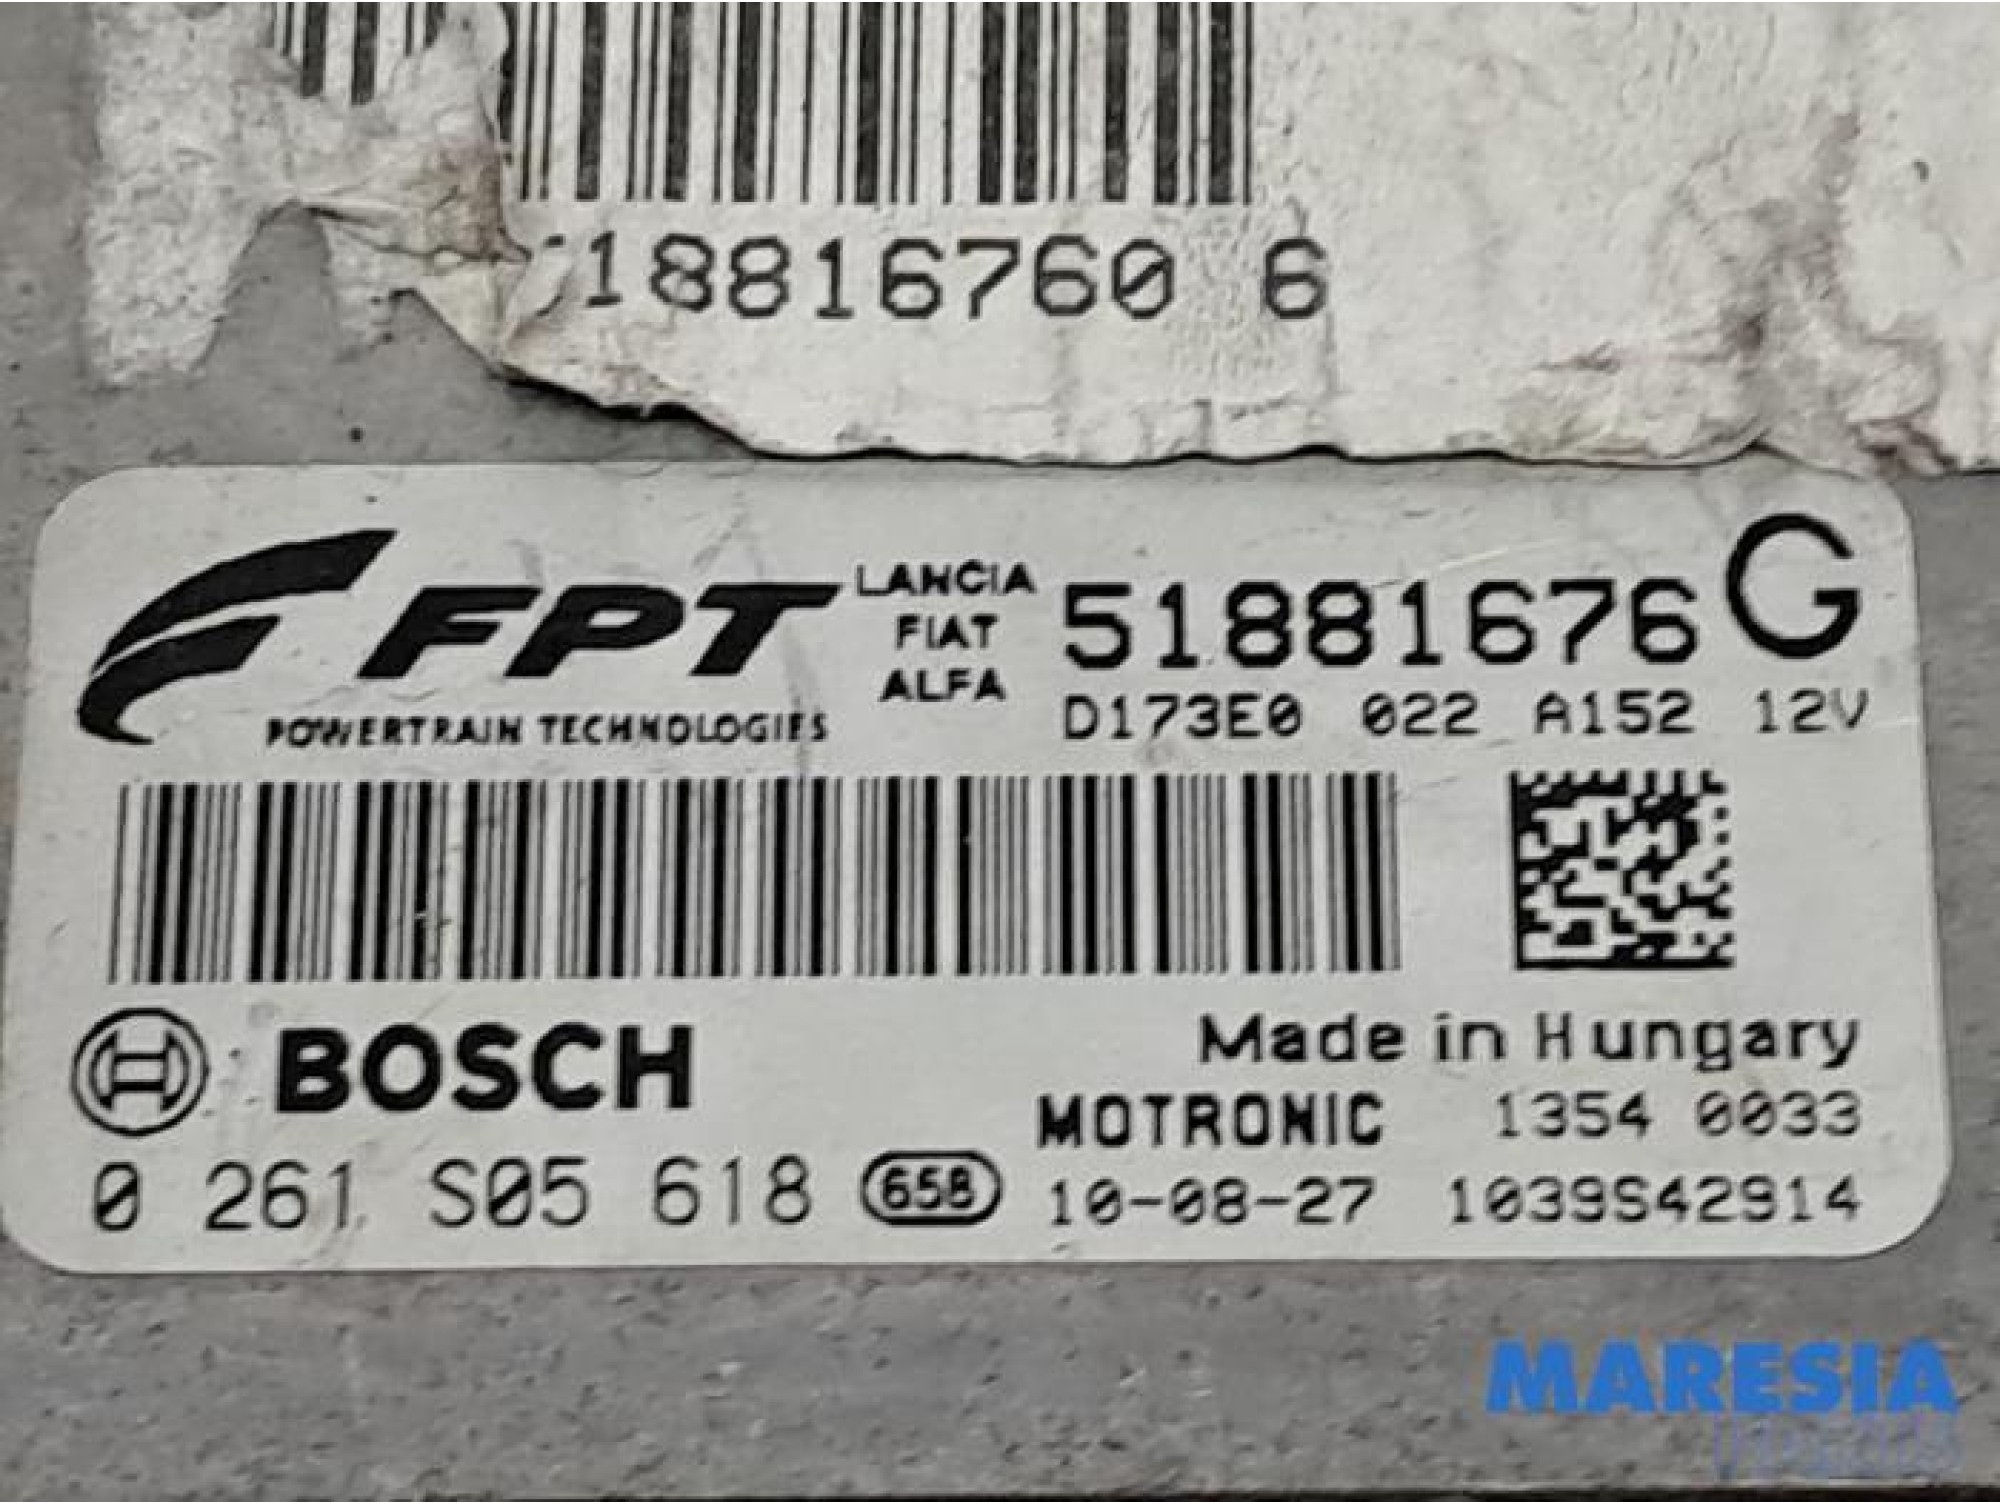 18816760 6
FPT
POWERTRAIN TECHNOLOGIES
LANCIA
FIAT
ALFA
51881676 G
D173E0 022 A152 12V
BOSCH
Made in Hungary
MOTRONIC 1354 0033
0 261 S05 618 658 10-08-27 1039S42914
MARESIA